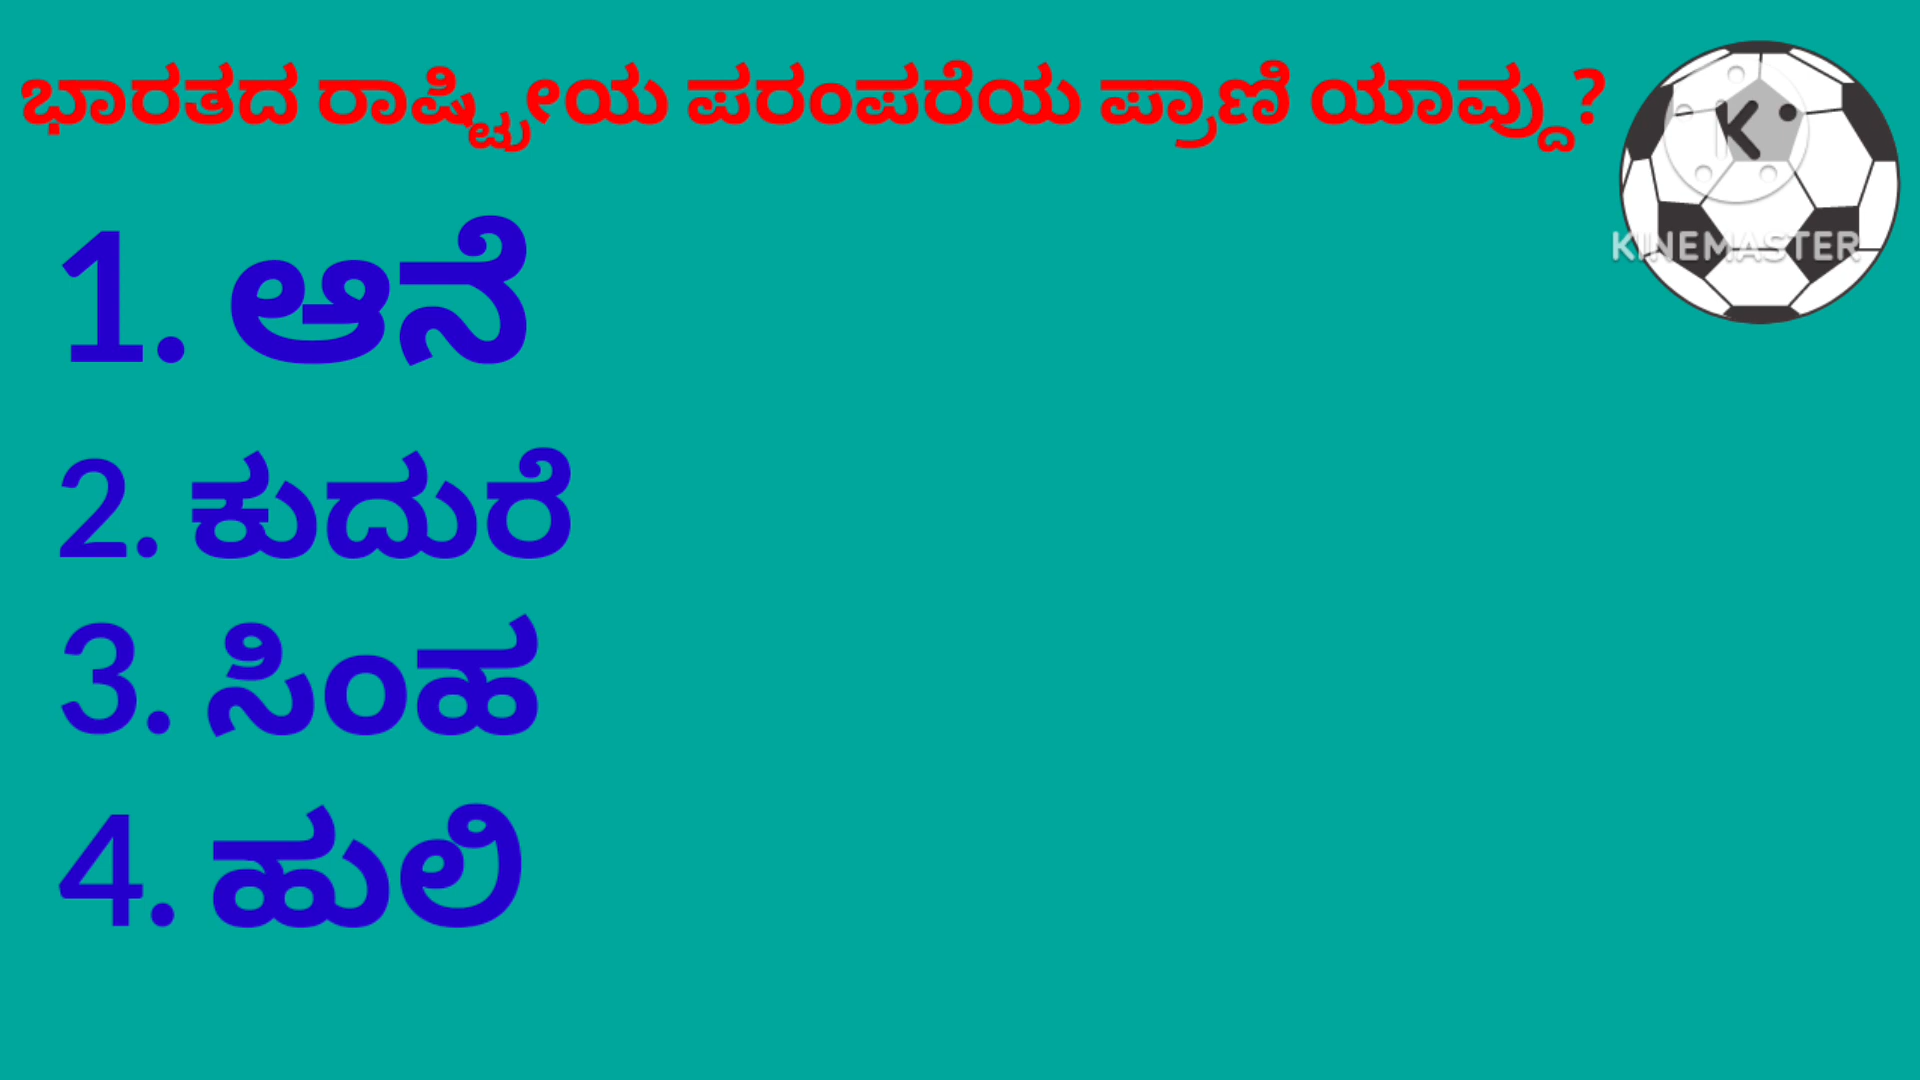 ಭಾರತದ ರಾಷ್ಟ್ರೀಯ ಪರಂಪರೆಯ ಪ್ರಾಣಿ ಯಾವ್ದು?
K
KINEMASTER
1. ಆನೆ
2. ಕುದುರೆ
3. ಸಿಂಹ
4. ಹುಲಿ